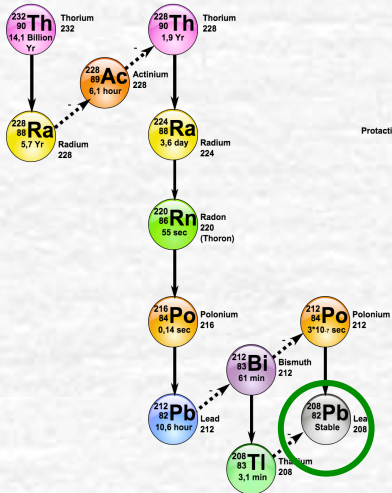 232
90 Th
14,1 Billion
Yr
Thorium
232
228
90 Th
1,9 Yr
Thorium
228
228
89 Ac
6,1 hour
Actinium
228
228
88 Ra
5,7 Yr
Radium
228
224
88 Ra
3,6 day
Radium
224
Protacti
220
86 Rn
55 sec
Radon
220
(Thoron)
216
84 Po
0,14 sec
Polonium
216
212
84 Po
3*10-7 sec
Polonium
212
212
83 Bi
61 min
Bismuth
212
212
82 Pb
10,6 hour
Lead
212
208
82 Pb
Stable
Lead
208
208
83 Tl
3,1 min
208